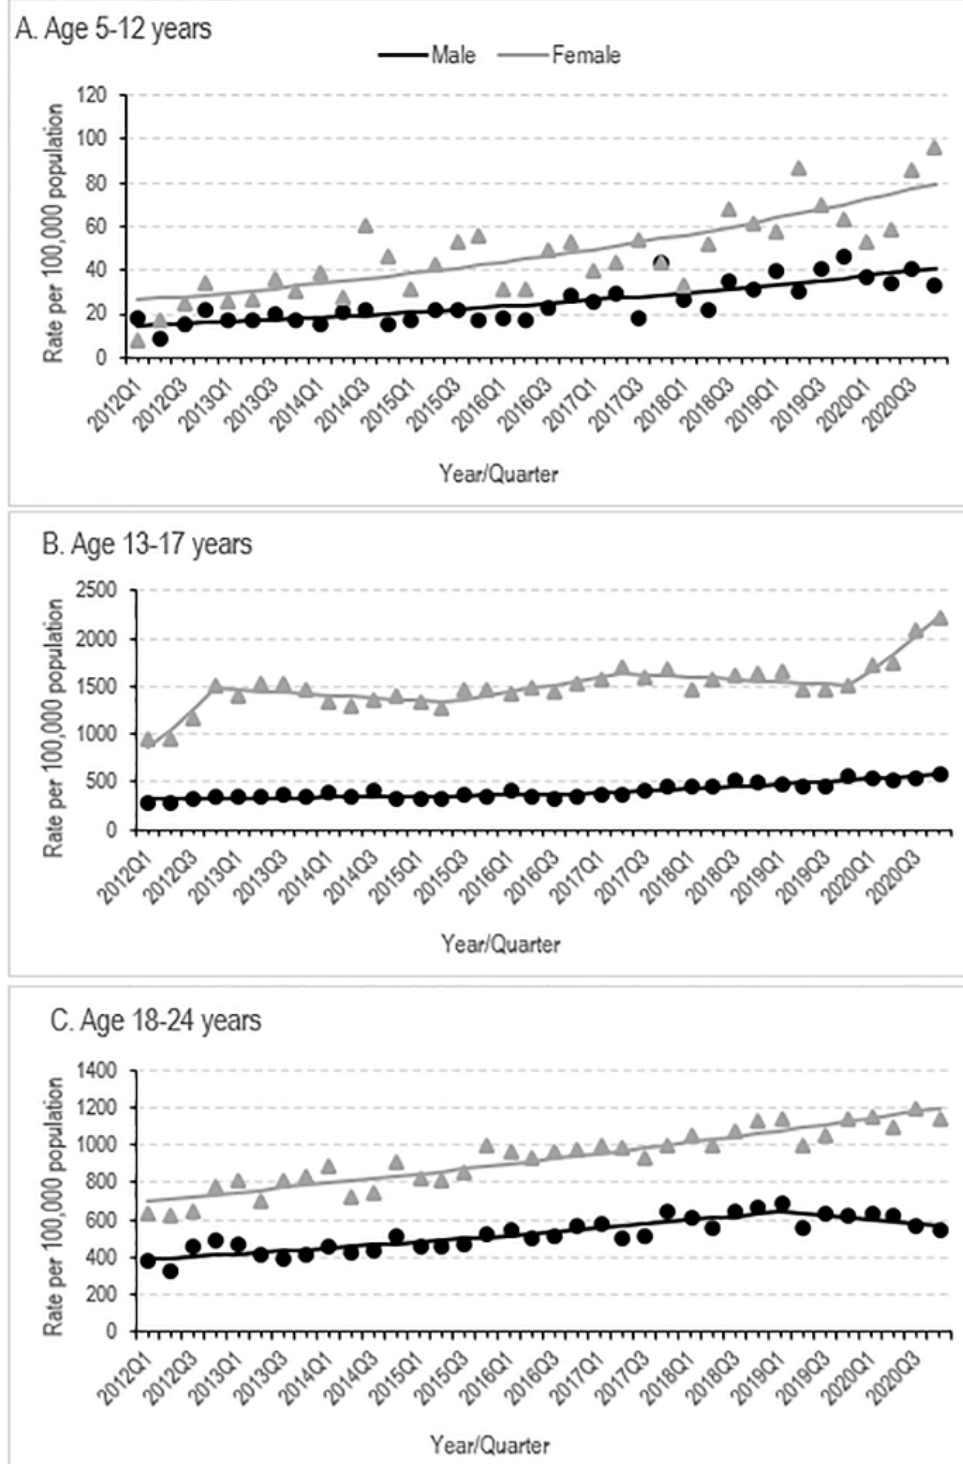 A. Age 5-12 years
Male Female
Rate per 100,000 population
120
100
80
60
40
20
0
2012Q1 2012Q3 2013Q1 2013Q3 2014Q1 2014Q3 2015Q1 2015Q3 2016Q1 2016Q3 2017Q1 2017Q3 2018Q1 2018Q3 2019Q1 2019Q3 2020Q1 2020Q3
Year/Quarter
B. Age 13-17 years
Rate per 100,000 population
2500
2000
1500
1000
500
0
2012Q1 2012Q3 2013Q1 2013Q3 2014Q1 2014Q3 2015Q1 2015Q3 2016Q1 2016Q3 2017Q1 2017Q3 2018Q1 2018Q3 2019Q1 2019Q3 2020Q1 2020Q3
Year/Quarter
C. Age 18-24 years
Rate per 100,000 population
1400
1200
1000
800
600
400
200
0
2012Q1 2012Q3 2013Q1 2013Q3 2014Q1 2014Q3 2015Q1 2015Q3 2016Q1 2016Q3 2017Q1 2017Q3 2018Q1 2018Q3 2019Q1 2019Q3 2020Q1 2020Q3
Year/Quarter